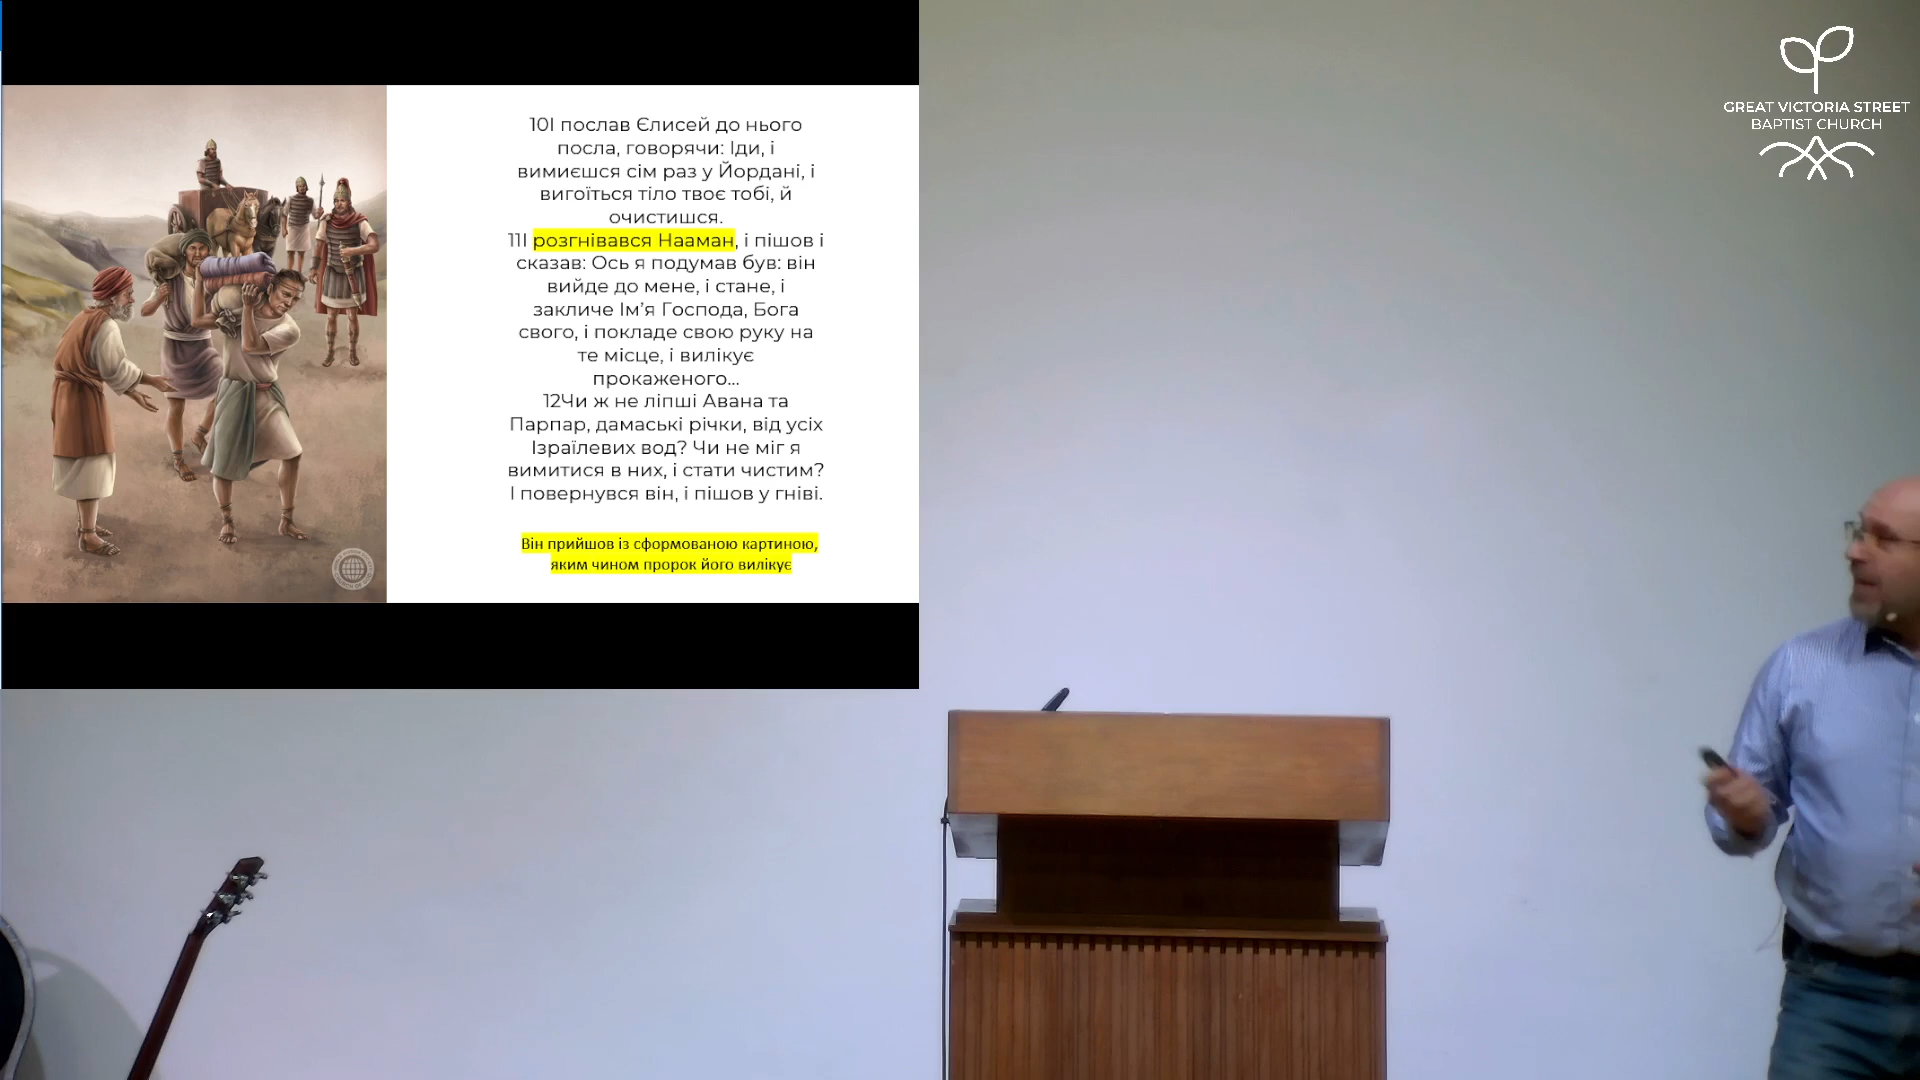 10І послав Єлисей до нього
посла, говорячи: Іди, і
вимиєшся сім раз у Йордані, і
вигоїться тіло твоє тобі, й
очистишся.
11І розгнівався Нааман, і пішов і
сказав: Ось я подумав був: він
вийде до мене, і стане, і
закличе Ім’я Господа, Бога
свого, і покладе свою руку на
те місце, і вилікує
прокаженого…
12Чи ж не ліпші Авана та
Парпар, дамаські річки, від усіх
Ізраїлевих вод? Чи не міг я
вимитися в них, і стати чистим?
І повернувся він, і пішов у гніві.
Він прийшов із сформованою картиною,
яким чином пророк його вилікує
GREAT VICTORIA STREET
BAPTIST CHURCH